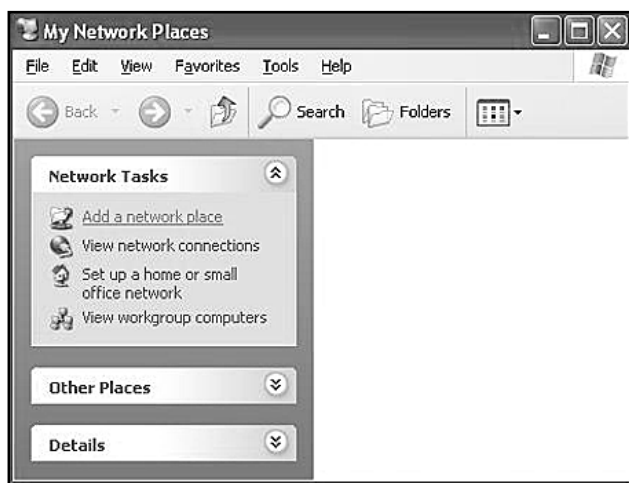 My Network Places
File Edit View Favorites Tools Help
Back Search Folders
Network Tasks
Add a network place
View network connections
Set up a home or small
office network
View workgroup computers
Other Places
Details